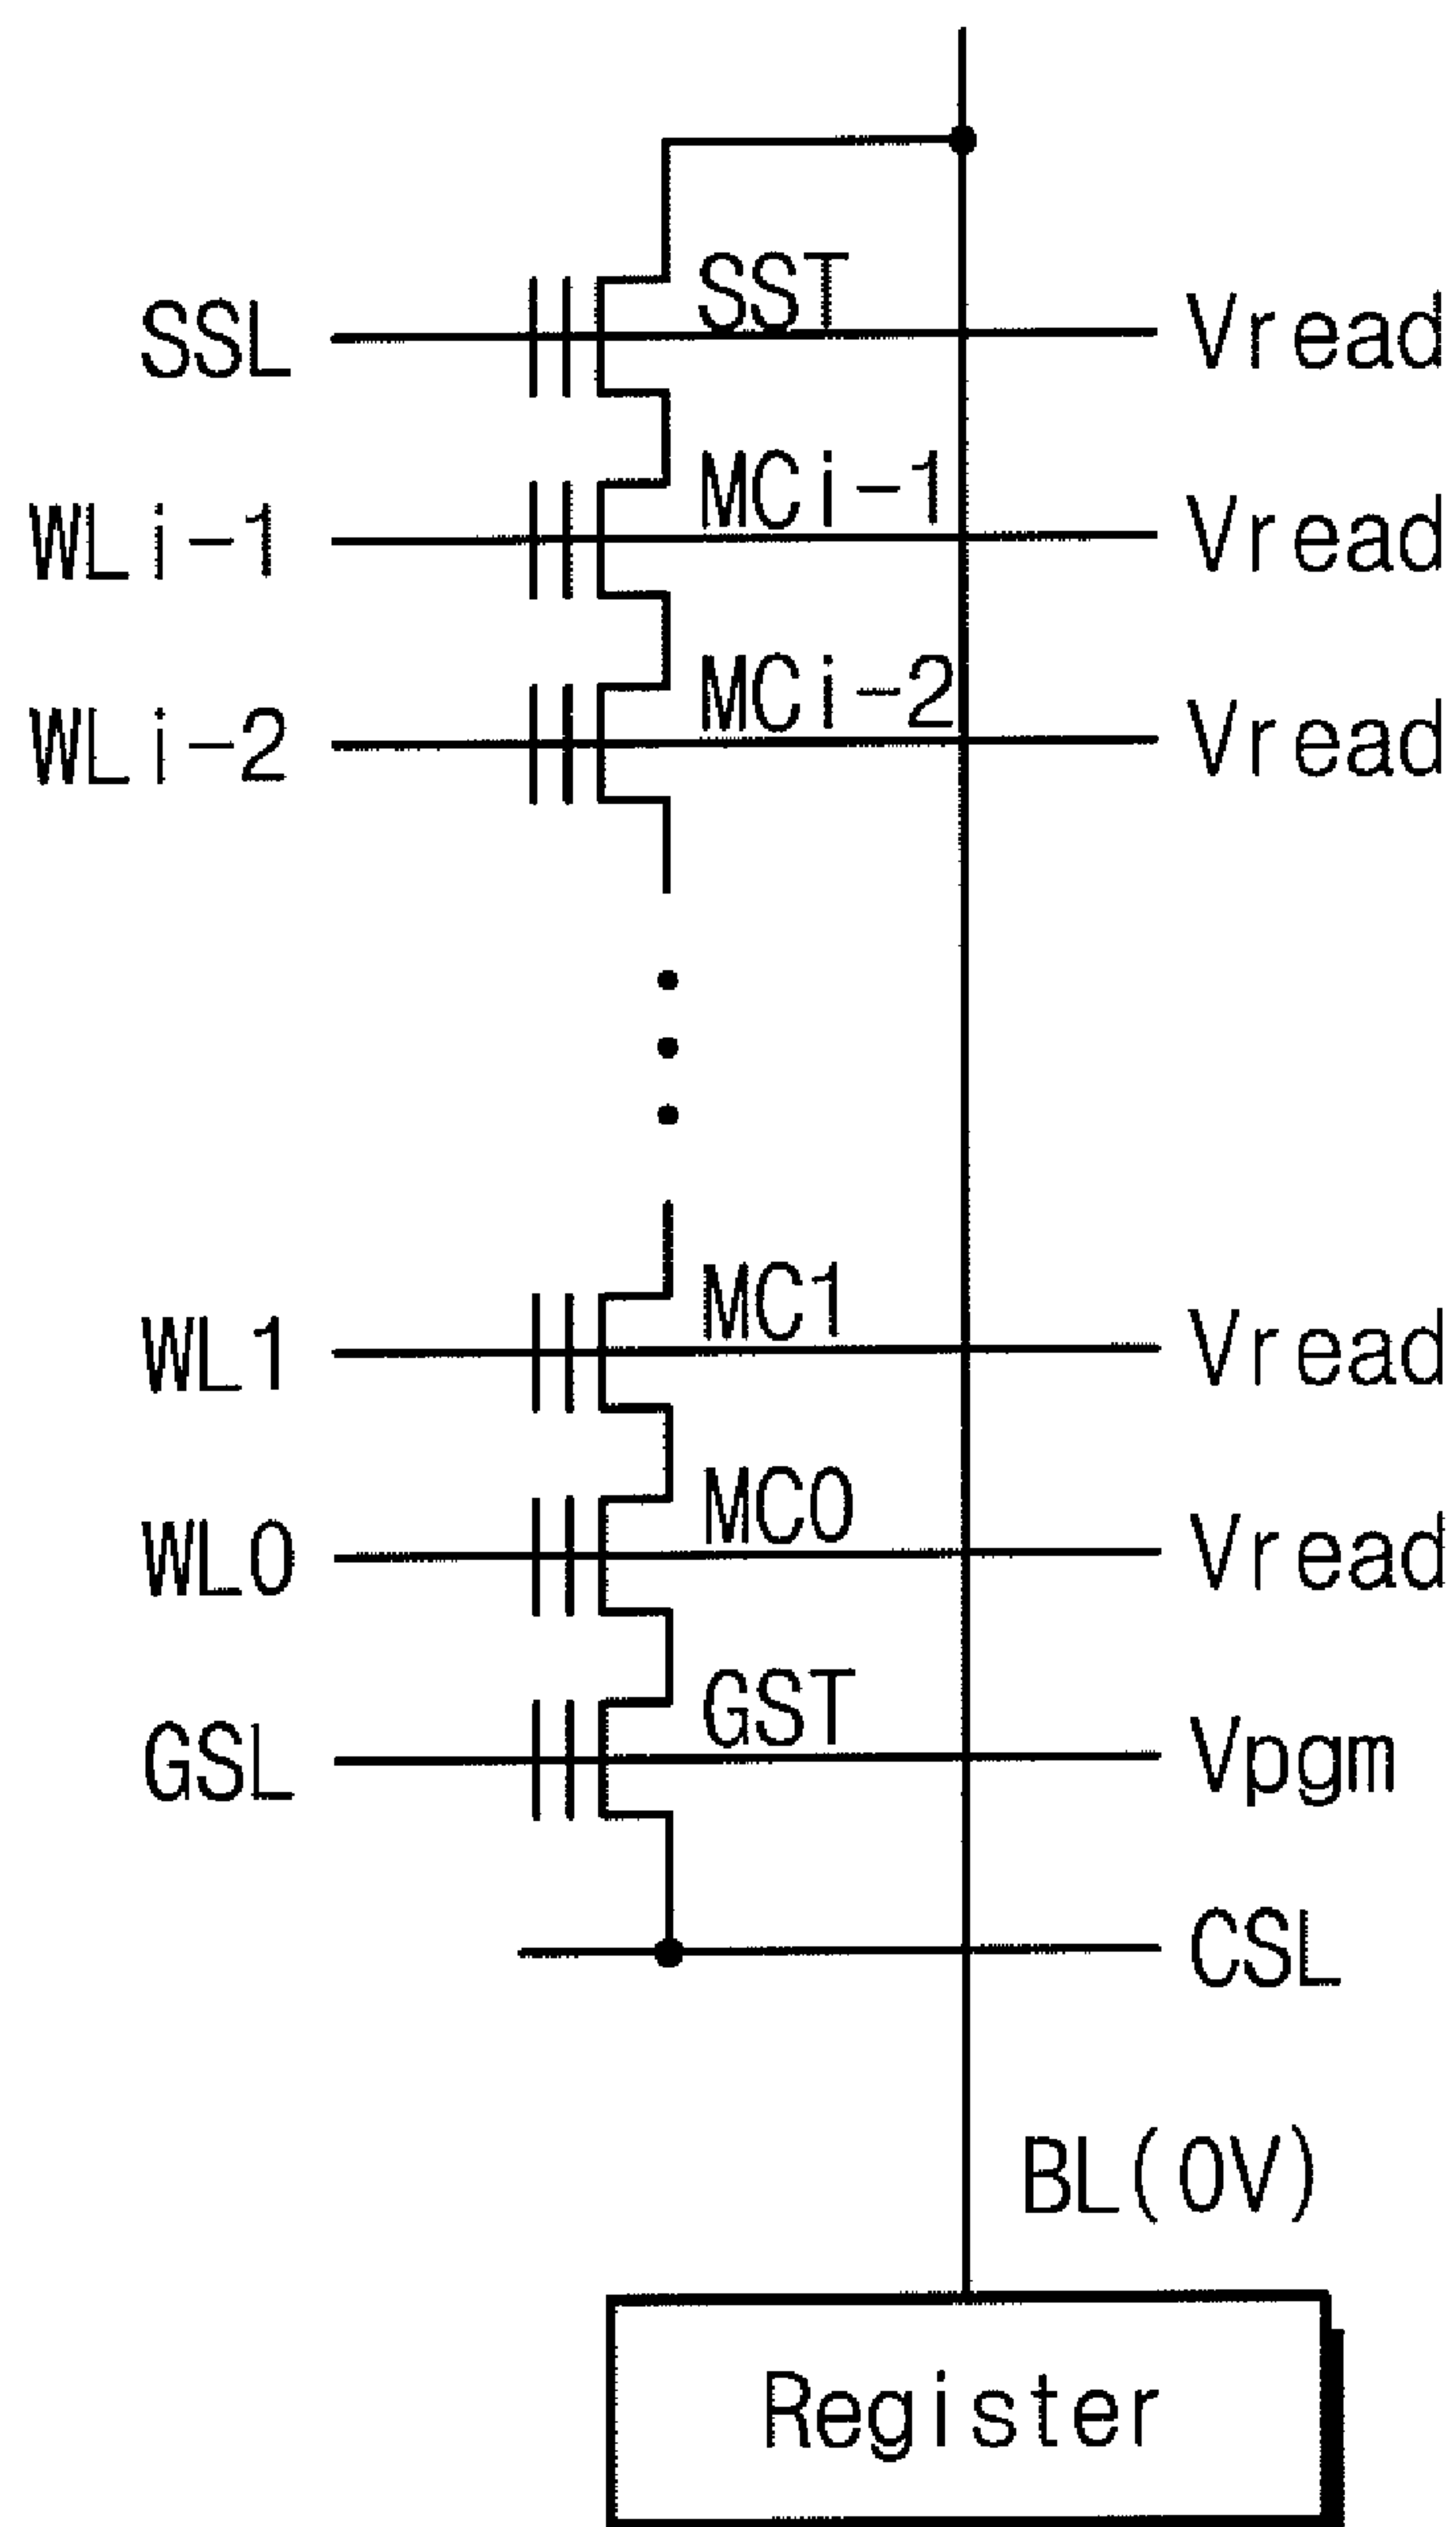 SST
SSL Vread
MCi-1
WLi-1 Vread
MCi-2
WLi-2 Vread
MC1
WL1 Vread
MC0
WL0 Vread
GST
GSL Vpgm
CSL
BL(0V)
Register